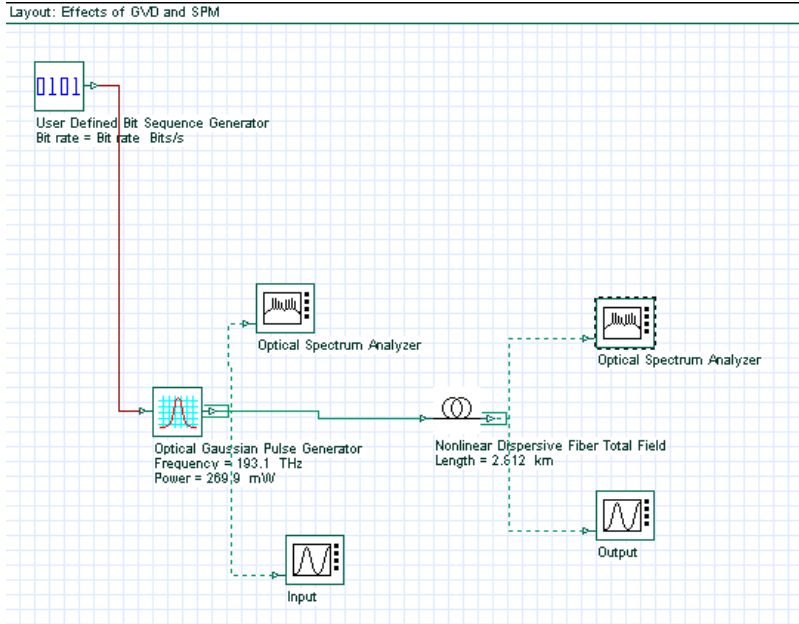 Layout: Effects of GVD and SPM
0101
User Defined Bit Sequence Generator
Bit rate = Bit rate Bits/s
Optical Spectrum Analyzer
Optical Spectrum Analyzer
Optical Gaussian Pulse Generator
Frequency = 193.1 THz
Power = 269.9 mW
Nonlinear Dispersive Fiber Total Field
Length = 2.612 km
Output
Input